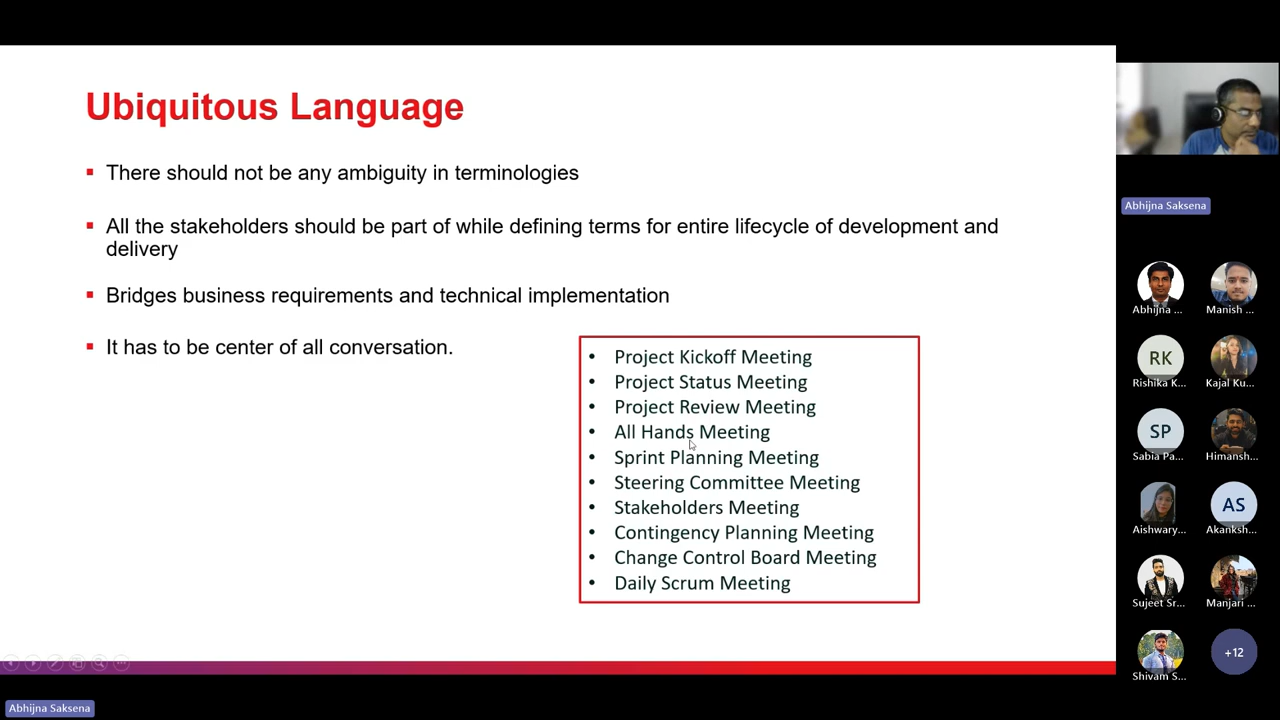 Ubiquitous Language
▪ There should not be any ambiguity in terminologies
▪ All the stakeholders should be part of while defining terms for entire lifecycle of development and
delivery
▪ Bridges business requirements and technical implementation
▪ It has to be center of all conversation.
• Project Kickoff Meeting
• Project Status Meeting
• Project Review Meeting
• All Hands Meeting
• Sprint Planning Meeting
• Steering Committee Meeting
• Stakeholders Meeting
• Contingency Planning Meeting
• Change Control Board Meeting
• Daily Scrum Meeting
Abhijna Saksena
Abhijna ...
Manish ...
RK
Rishika K...
Kajal Ku...
SP
Sabia Pa...
Himansh...
Aishwary...
AS
Akanksh...
Sujeet Sr...
Manjari ...
Shivam S...
+12
Abhijna Saksena